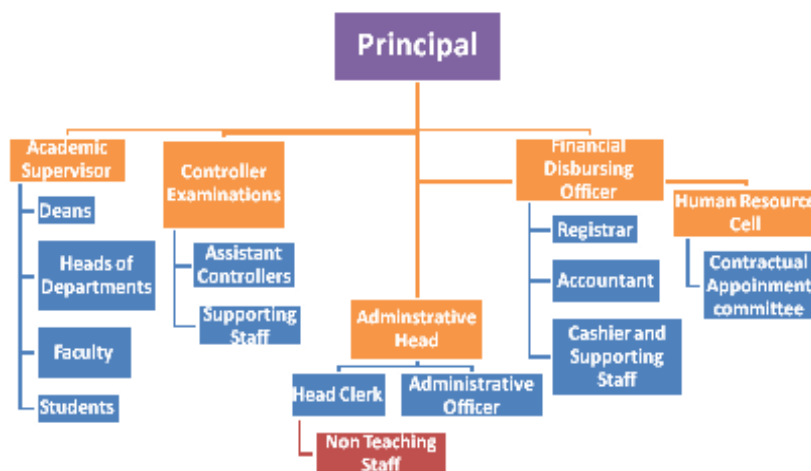 Principal
Academic
Supervisor
Deans
Heads of
Departments
Faculty
Students
Controller
Examinations
Assistant
Controllers
Supporting
Staff
Adminstrative
Head
Head Clerk
Non Teaching
Staff
Administrative
Officer
Financial
Disbursing
Officer
Registrar
Accountant
Cashier and
Supporting
Staff
Human Resource
Cell
Contractual
Appoinment
committee